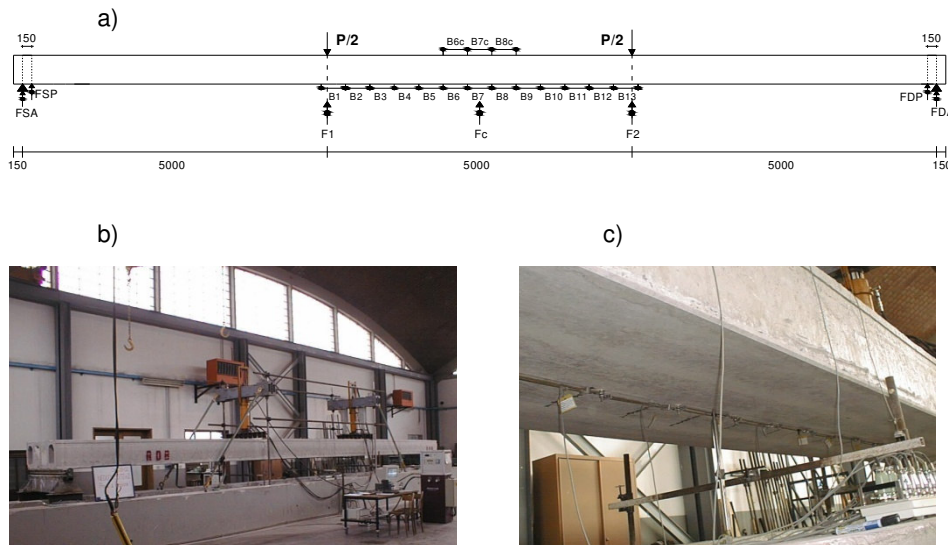 a)
150 P/2 B6c B7c B8c P/2 150
FSP B1 B2 B3 B4 B5 B6 B7 B8 B9 B10 B11 B12 B13 FDP
FSA FDA
F1 Fc F2
150 5000 5000 5000 150
b) c)